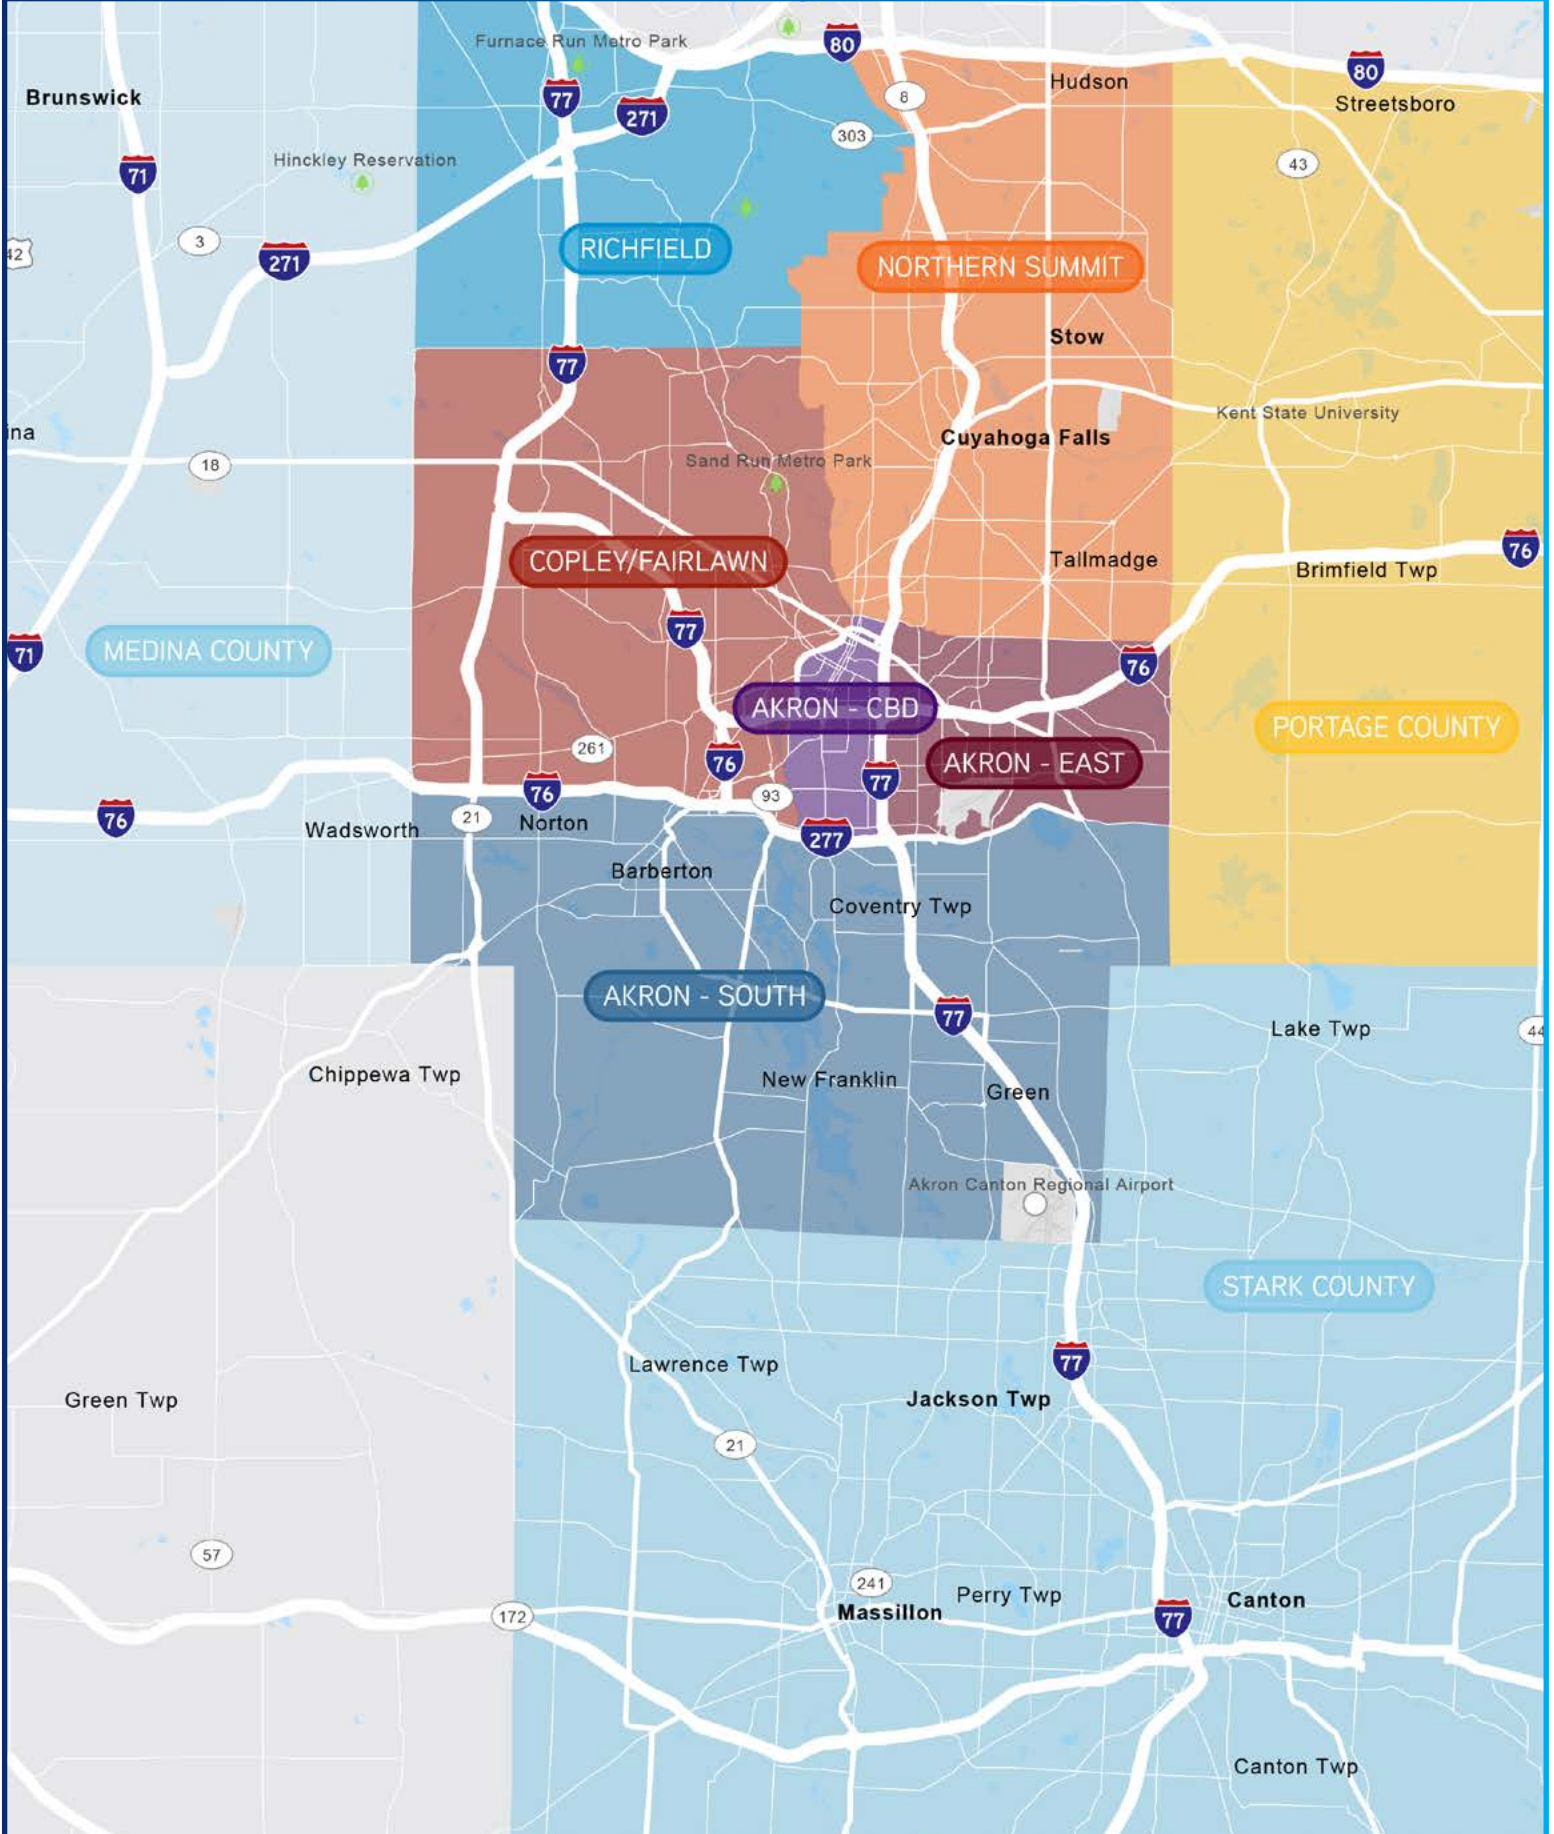 Furnace Run Metro Park
80
Hudson
80
Brunswick
77
271
8
Streetsboro
303
Hinckley Reservation
71
43
3
42
271
RICHFIELD
NORTHERN SUMMIT
Stow
77
Kent State University
ina
Cuyahoga Falls
18
Sand Run Metro Park
COPLEY/FAIRLAWN
Tallmadge
76
Brimfield Twp
77
71
MEDINA COUNTY
76
AKRON - CBD
PORTAGE COUNTY
261
76
AKRON - EAST
77
76
93
76
21
Norton
Wadsworth
277
Barberton
Coventry Twp
AKRON - SOUTH
77
Lake Twp
44
Chippewa Twp
New Franklin
Green
Akron Canton Regional Airport
STARK COUNTY
77
Lawrence Twp
Green Twp
Jackson Twp
21
57
241
Perry Twp
Canton
172
Massillon
77
Canton Twp